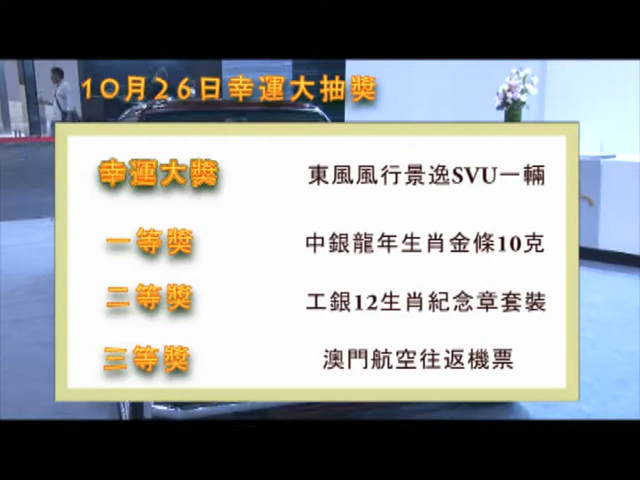 10月26日幸運大抽獎
幸運大獎 東風風行景逸SVU一輛
一等獎 中銀龍年生肖金條10克
二等獎 工銀12生肖紀念章套裝
三等獎 澳門航空往返機票